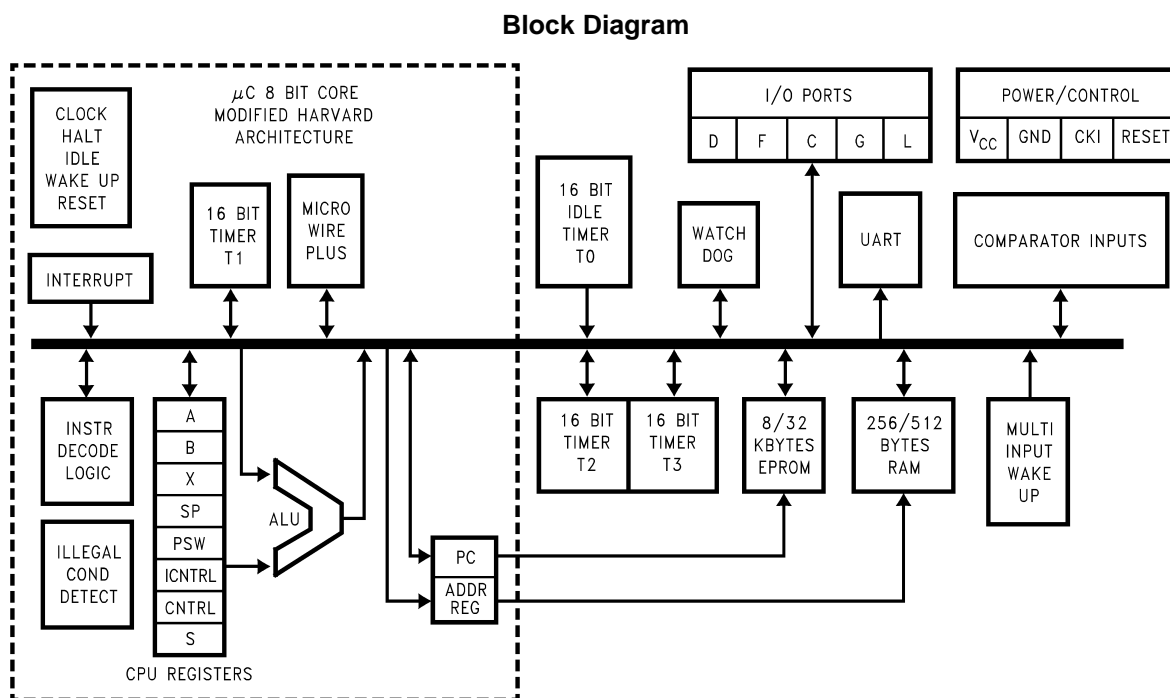 Block Diagram
μC 8 BIT CORE
MODIFIED HARVARD
ARCHITECTURE
CLOCK
HALT
IDLE
WAKE UP
RESET
INTERRUPT
16 BIT
TIMER
T1
MICRO
WIRE
PLUS
16 BIT
IDLE
TIMER
T0
WATCH
DOG
I/O PORTS
D F C G L
UART
POWER/CONTROL
VCC GND CKI RESET
COMPARATOR INPUTS
INSTR
DECODE
LOGIC
ILLEGAL
COND
DETECT
A
B
X
SP
PSW
ICNTRL
CNTRL
S
CPU REGISTERS
ALU
PC
ADDR
REG
16 BIT
TIMER
T2
16 BIT
TIMER
T3
8/32
KBYTES
EPROM
256/512
BYTES
RAM
MULTI
INPUT
WAKE
UP